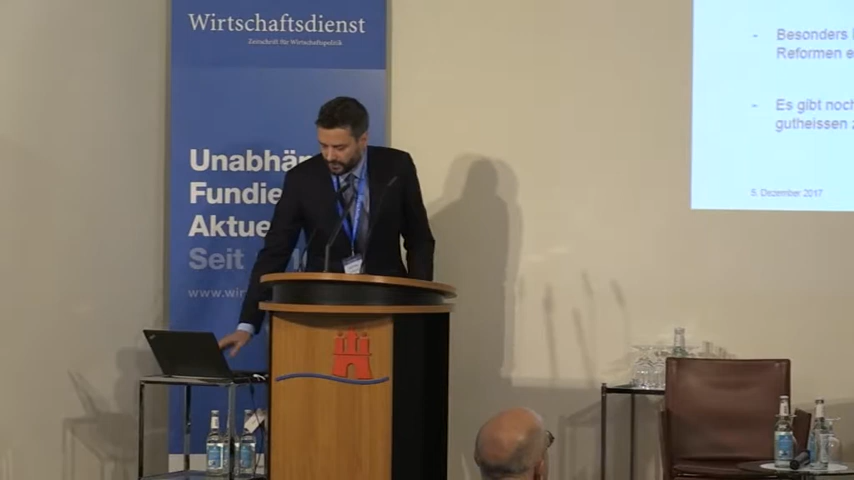 Wirtschaftsdienst
Zeitschrift für Wirtschaftspolitik
Unabhän
Fundie
Aktue
Seit
www.wir
- Besonders
Reformen e
- Es gibt noch
gutheissen
5. Dezember 2017